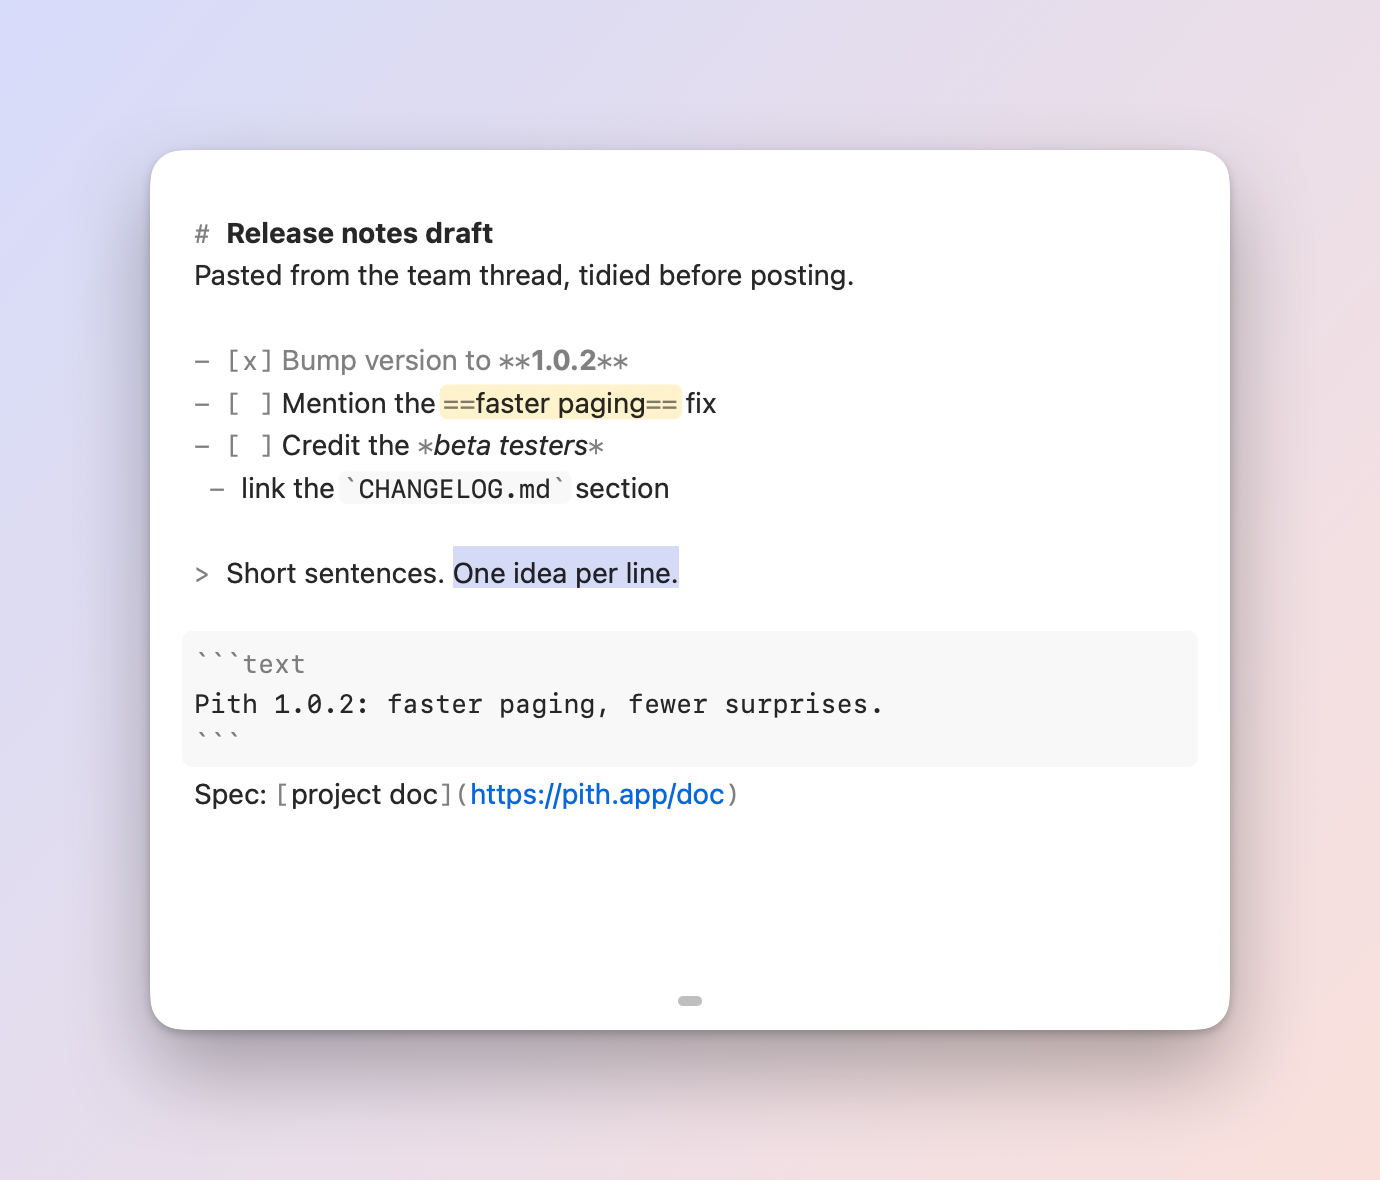 # Release notes draft
Pasted from the team thread, tidied before posting.
– [x] Bump version to **1.0.2**
– [ ] Mention the ==faster paging== fix
– [ ] Credit the *beta testers*
– link the `CHANGELOG.md` section
> Short sentences. One idea per line.
```text
Pith 1.0.2: faster paging, fewer surprises.
```
Spec: [project doc](https://pith.app/doc)